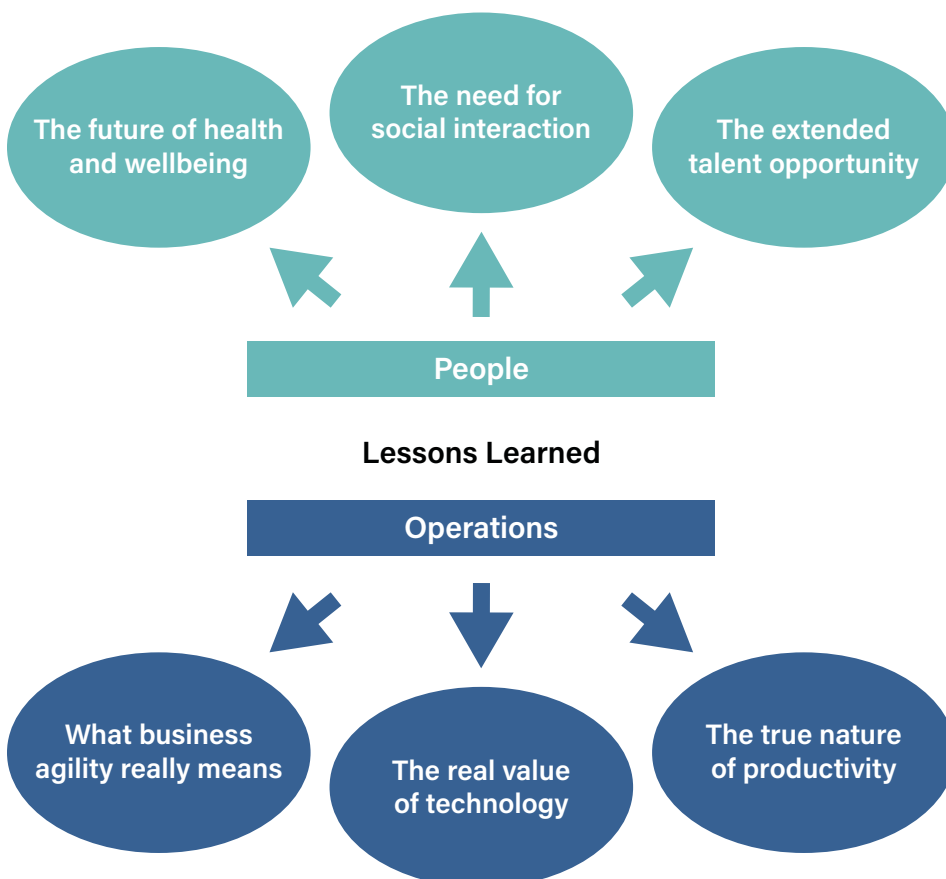 The future of health
and wellbeing
The need for
social interaction
The extended
talent opportunity
People
Lessons Learned
Operations
What business
agility really means
The real value
of technology
The true nature
of productivity